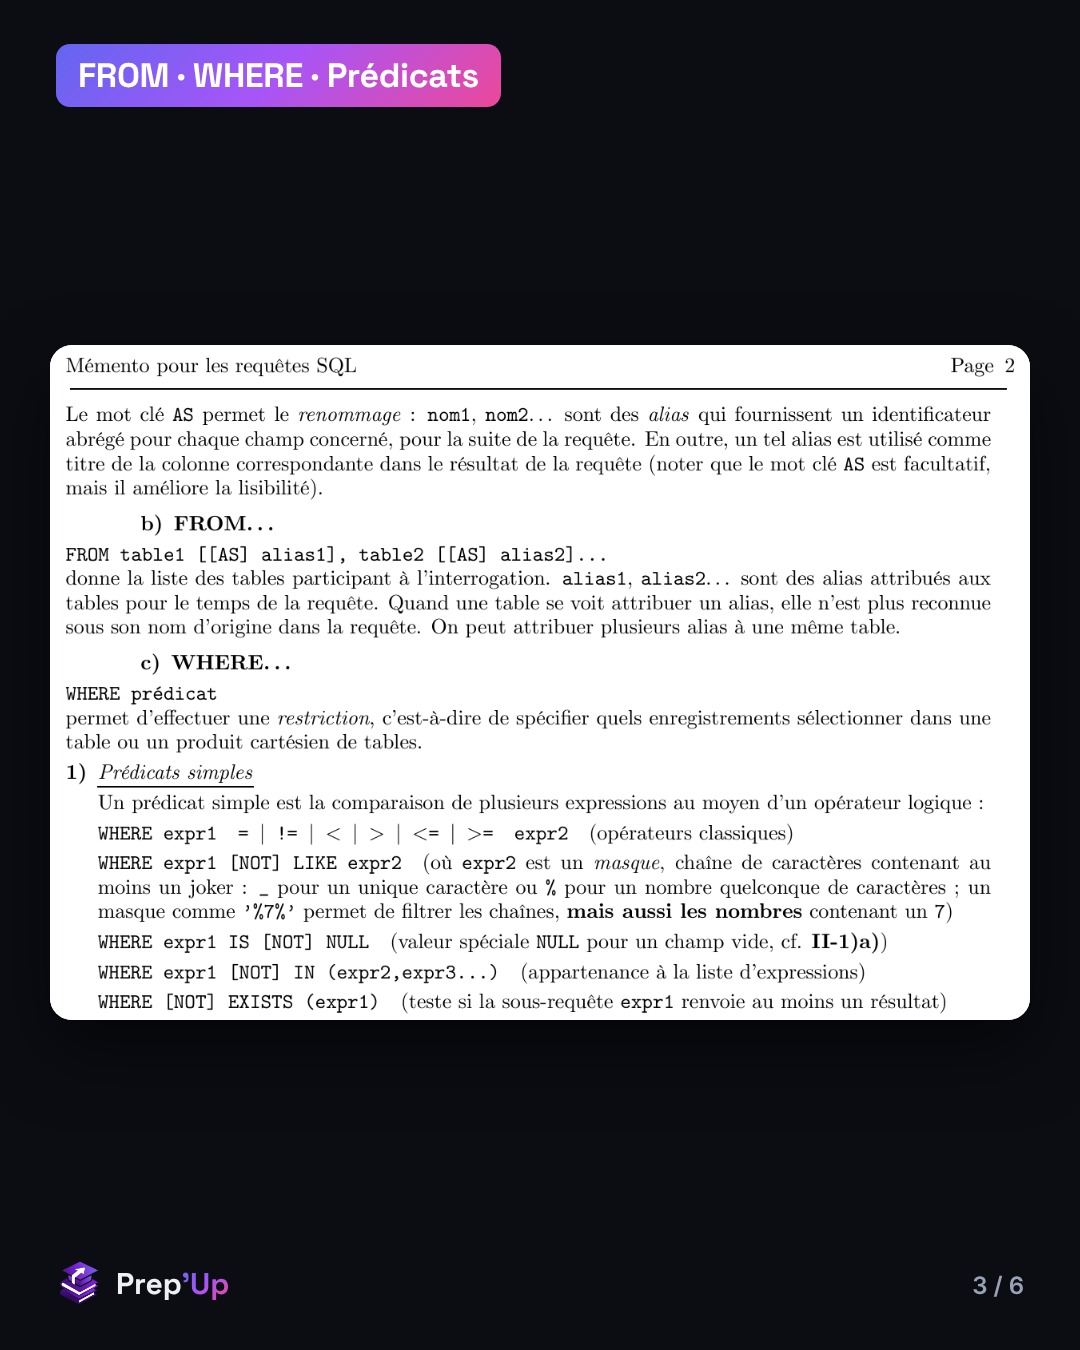 FROM · WHERE · Prédicats
Mémento pour les requêtes SQL Page 2
Le mot clé AS permet le renommage : nom1, nom2... sont des alias qui fournissent un identificateur
abrégé pour chaque champ concerné, pour la suite de la requête. En outre, un tel alias est utilisé comme
titre de la colonne correspondante dans le résultat de la requête (noter que le mot clé AS est facultatif,
mais il améliore la lisibilité).
b) FROM...
FROM table1 [[AS] alias1], table2 [[AS] alias2]...
donne la liste des tables participant à l'interrogation. alias1, alias2... sont des alias attribués aux
tables pour le temps de la requête. Quand une table se voit attribuer un alias, elle n'est plus reconnue
sous son nom d'origine dans la requête. On peut attribuer plusieurs alias à une même table.
c) WHERE...
WHERE prédicat
permet d'effectuer une restriction, c'est-à-dire de spécifier quels enregistrements sélectionner dans une
table ou un produit cartésien de tables.
1) Prédicats simples
Un prédicat simple est la comparaison de plusieurs expressions au moyen d'un opérateur logique :
WHERE expr1 = | != | < | > | <= | >= expr2 (opérateurs classiques)
WHERE expr1 [NOT] LIKE expr2 (où expr2 est un masque, chaîne de caractères contenant au
moins un joker : _ pour un unique caractère ou % pour un nombre quelconque de caractères ; un
masque comme '%7%' permet de filtrer les chaînes, mais aussi les nombres contenant un 7)
WHERE expr1 IS [NOT] NULL (valeur spéciale NULL pour un champ vide, cf. II-1)a))
WHERE expr1 [NOT] IN (expr2,expr3...) (appartenance à la liste d'expressions)
WHERE [NOT] EXISTS (expr1) (teste si la sous-requête expr1 renvoie au moins un résultat)
Prep'Up
3 / 6